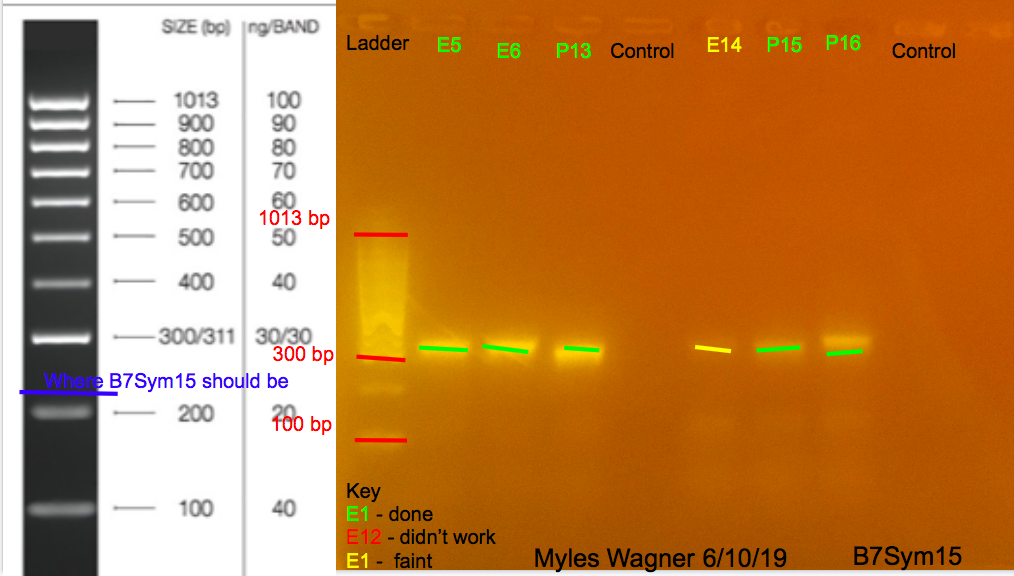 SIZE (bp) ng/BAND
1013 100
900 90
800 80
700 70
600 60
500 50
400 40
300/311 30/30
Where B7Sym15 should be
200 20
100 40
Ladder E5 E6 P13 Control E14 P15 P16 Control
1013 bp
300 bp
100 bp
Key
E1 - done
E12 - didn't work
E1 - faint
Myles Wagner 6/10/19 B7Sym15